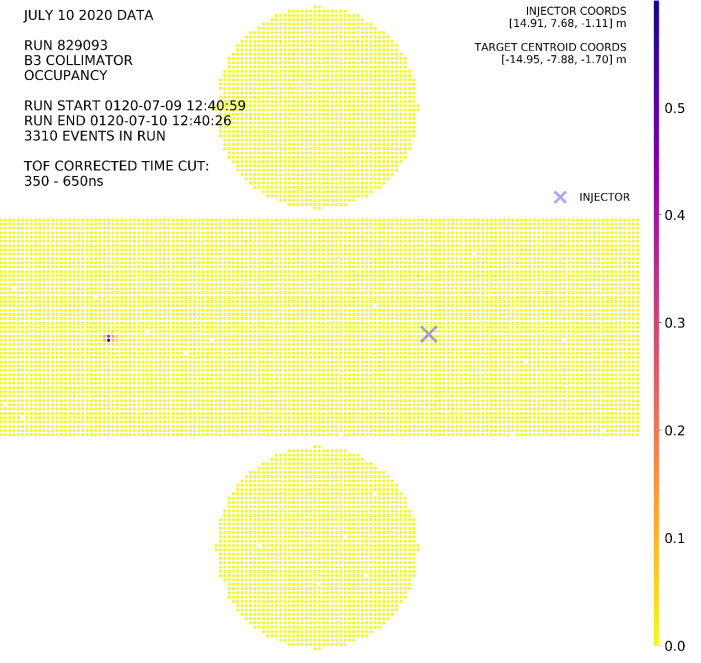 JULY 10 2020 DATA
RUN 829093
B3 COLLIMATOR
OCCUPANCY
RUN START 0120-07-09 12:40:59
RUN END 0120-07-10 12:40:26
3310 EVENTS IN RUN
TOF CORRECTED TIME CUT:
350 - 650ns
INJECTOR COORDS
[14.91, 7.68, -1.11] m
TARGET CENTROID COORDS
[-14.95, -7.88, -1.70] m
INJECTOR
0.5
0.4
0.3
0.2
0.1
0.0